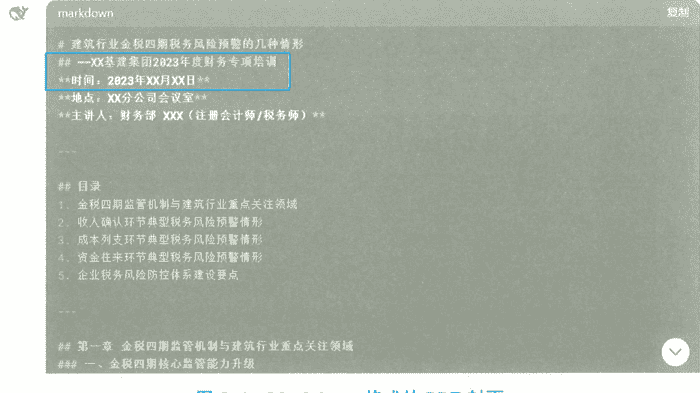 markdown
复制
# 建筑行业金税四期税务风险预警的几种情形
## --XX基建集团2023年度财务专项培训
**时间：2023年XX月XX日**
**地点：XX分公司会议室**
**主讲人：财务部 XXX（注册会计师/税务师）**
---
## 目录
1. 金税四期监管机制与建筑行业重点关注领域
2. 收入确认环节典型税务风险预警情形
3. 成本列支环节典型税务风险预警情形
4. 资金往来环节典型税务风险预警情形
5. 企业税务风险防控体系建设要点
---
## 第一章 金税四期监管机制与建筑行业重点关注领域
### 一、金税四期核心监管能力升级